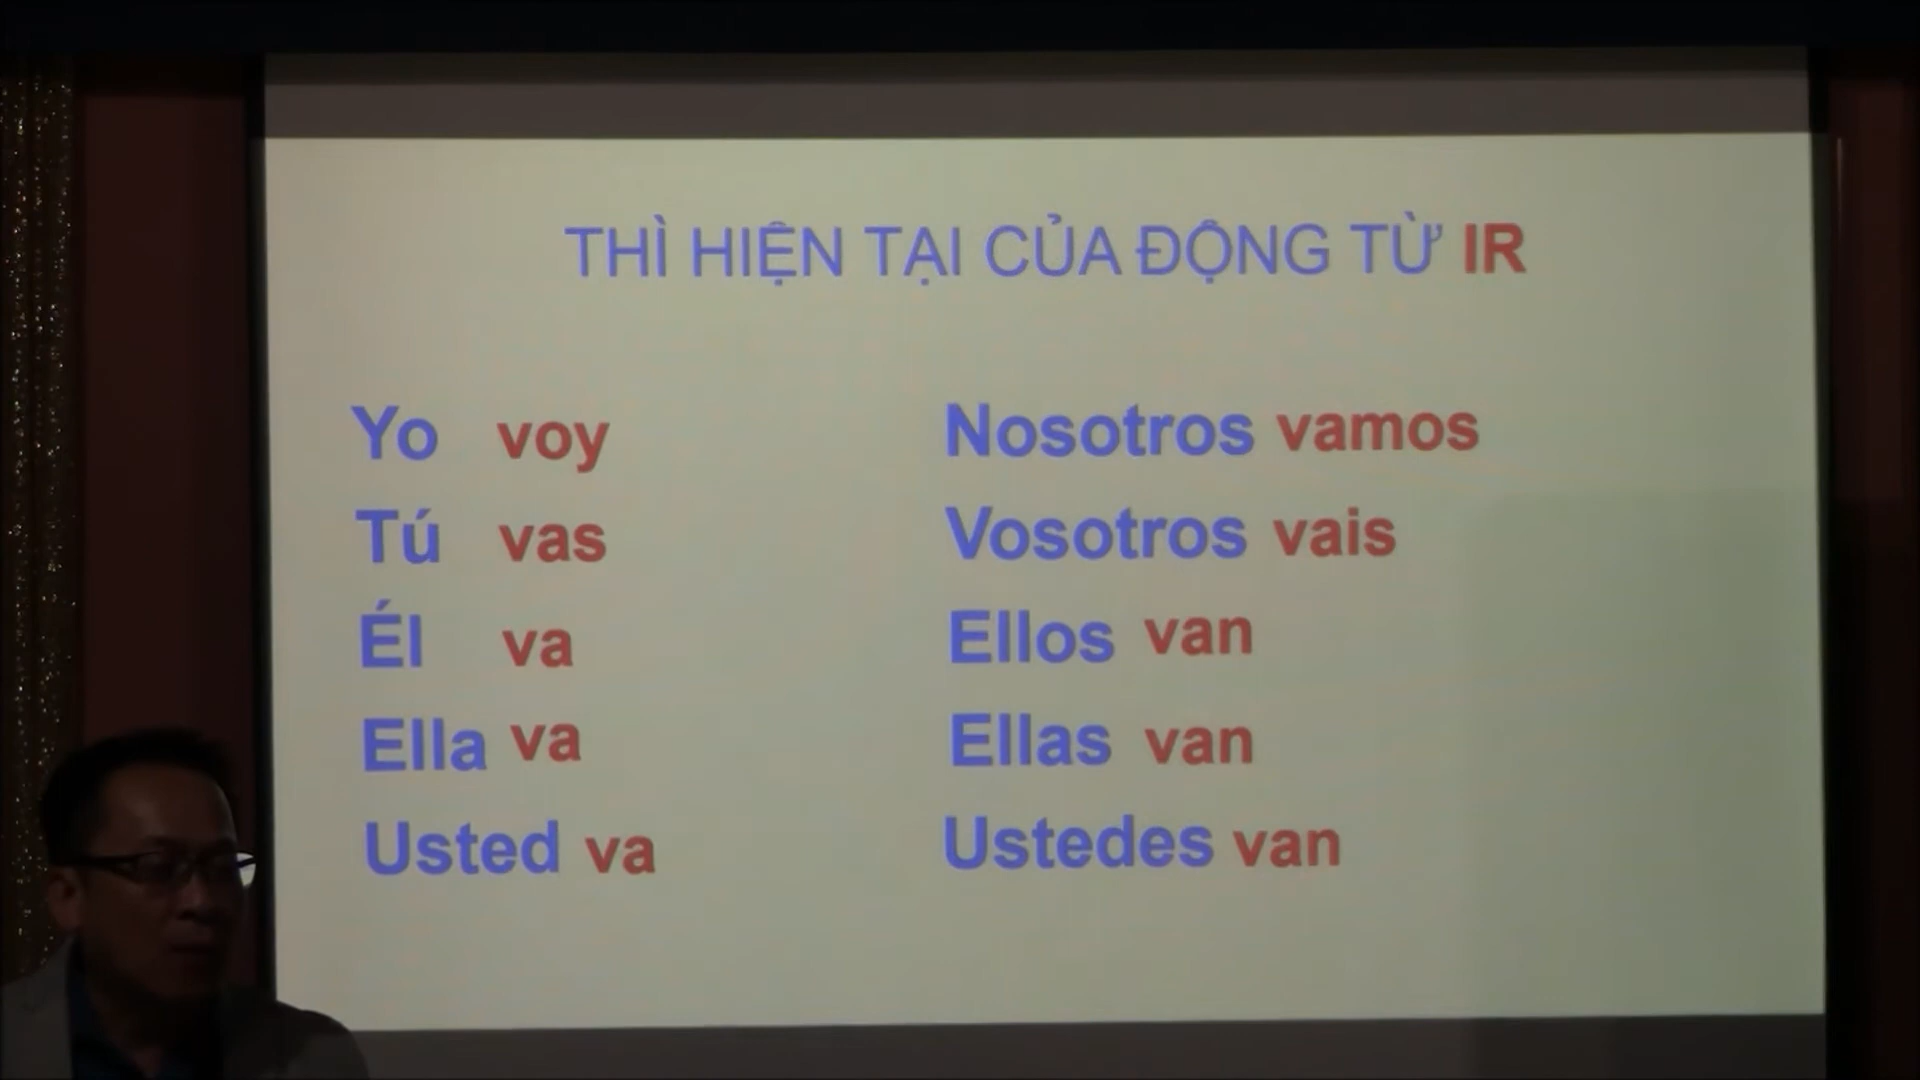 THÌ HIỆN TẠI CỦA ĐỘNG TỪ IR
Yo voy
Tú vas
Él va
Ella va
Usted va
Nosotros vamos
Vosotros vais
Ellos van
Ellas van
Ustedes van